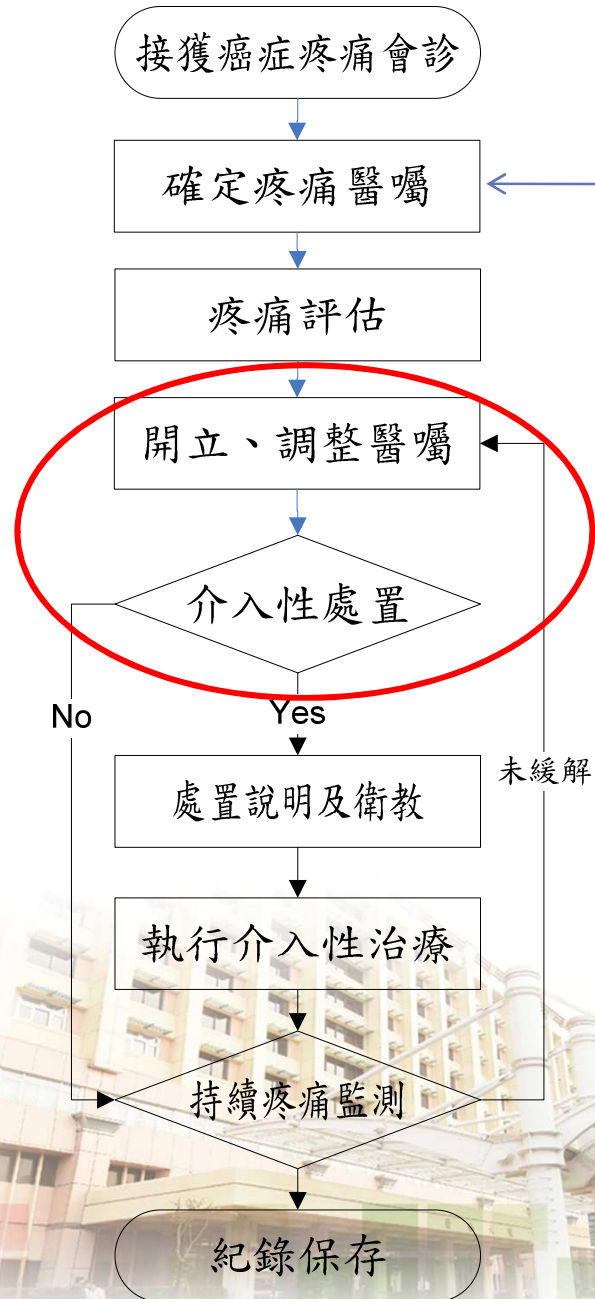 接獲癌症疼痛會診
確定疼痛醫囑
疼痛評估
開立、調整醫囑
介入性處置
No
Yes
處置說明及衛教
未緩解
執行介入性治療
持續疼痛監測
紀錄保存